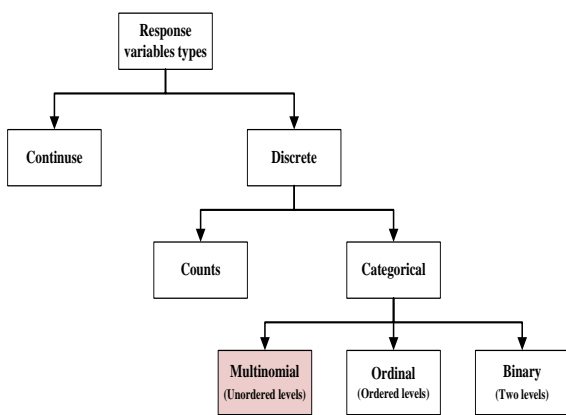 Response
variables types
Continuse
Discrete
Counts
Categorical
Multinomial
(Unordered levels)
Ordinal
(Ordered levels)
Binary
(Two levels)